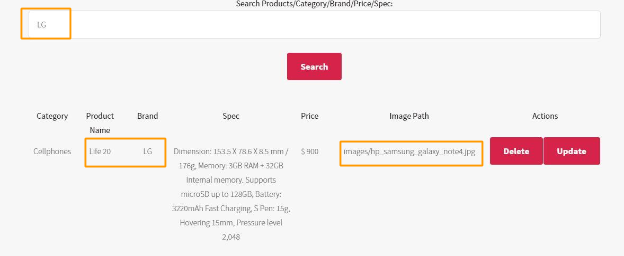 Search Products/Category/Brand/Price/Spec:
LG
Search
Category Product Name Brand Spec Price Image Path Actions
Cellphones Life 20 LG Dimension: 153.5 X 78.6 X 8.5 mm / $ 900 images/hp_samsung_galaxy_note4.jpg Delete Update
176g, Memory: 3GB RAM + 32GB
Internal memory, Supports
microSD up to 128GB, Battery:
3220mAh Fast Charging, S Pen: 15g,
Hovering 15mm, Pressure level
2,048